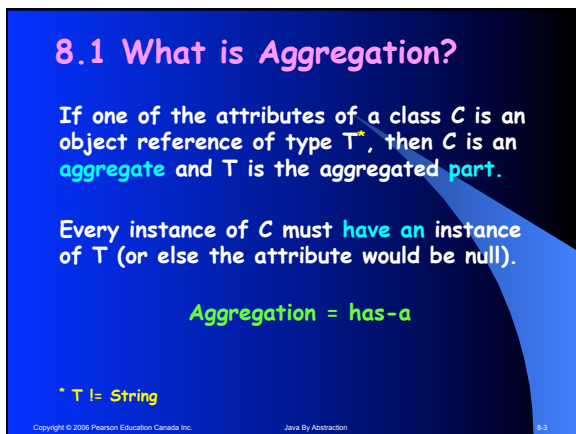 8.1 What is Aggregation?
If one of the attributes of a class C is an
object reference of type T*, then C is an
aggregate and T is the aggregated part.
Every instance of C must have an instance
of T (or else the attribute would be null).
Aggregation = has-a
* T != String
Copyright © 2006 Pearson Education Canada Inc. Java By Abstraction 8-3